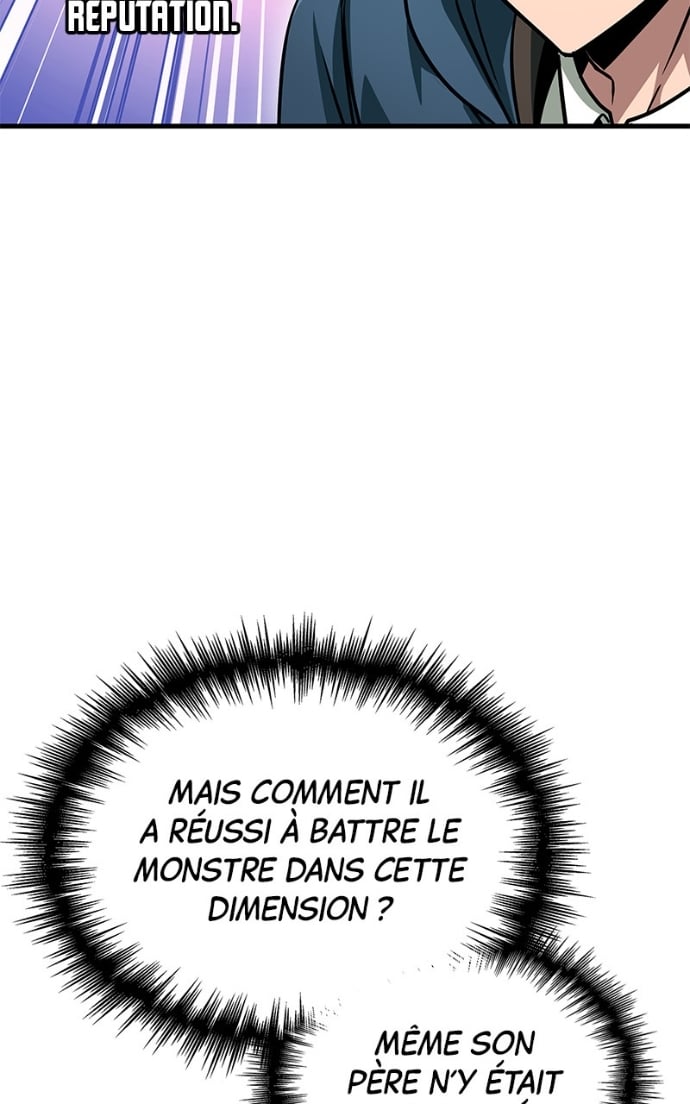 RÉPUTATION.
MAIS COMMENT IL
A RÉUSSI À BATTRE LE
MONSTRE DANS CETTE
DIMENSION ?
MÊME SON
PÈRE N'Y ÉTAIT